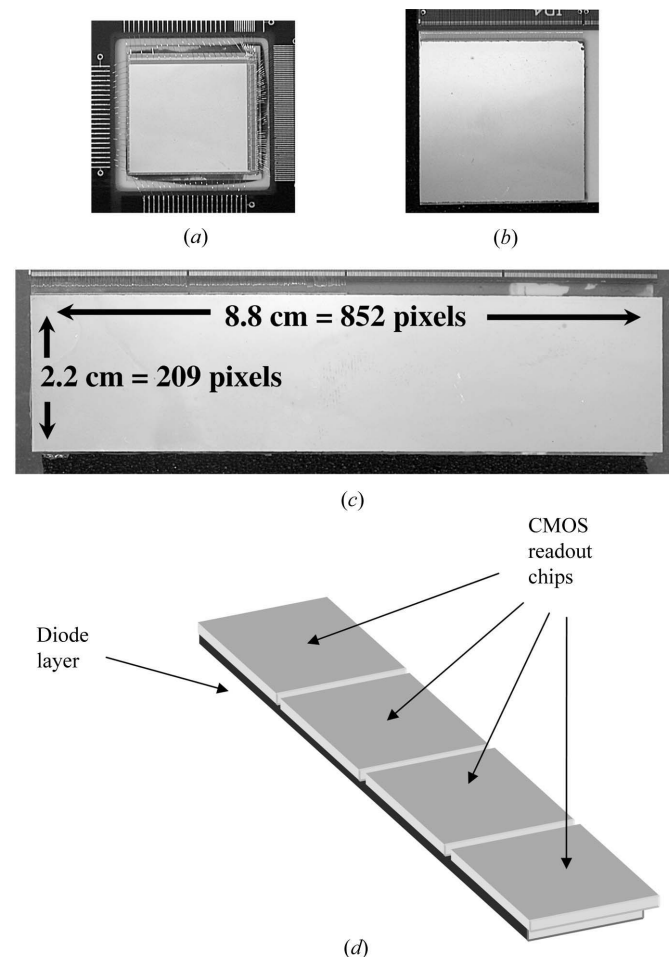 (a)
(b)
8.8 cm = 852 pixels
2.2 cm = 209 pixels
(c)
CMOS
readout
chips
Diode
layer
(d)